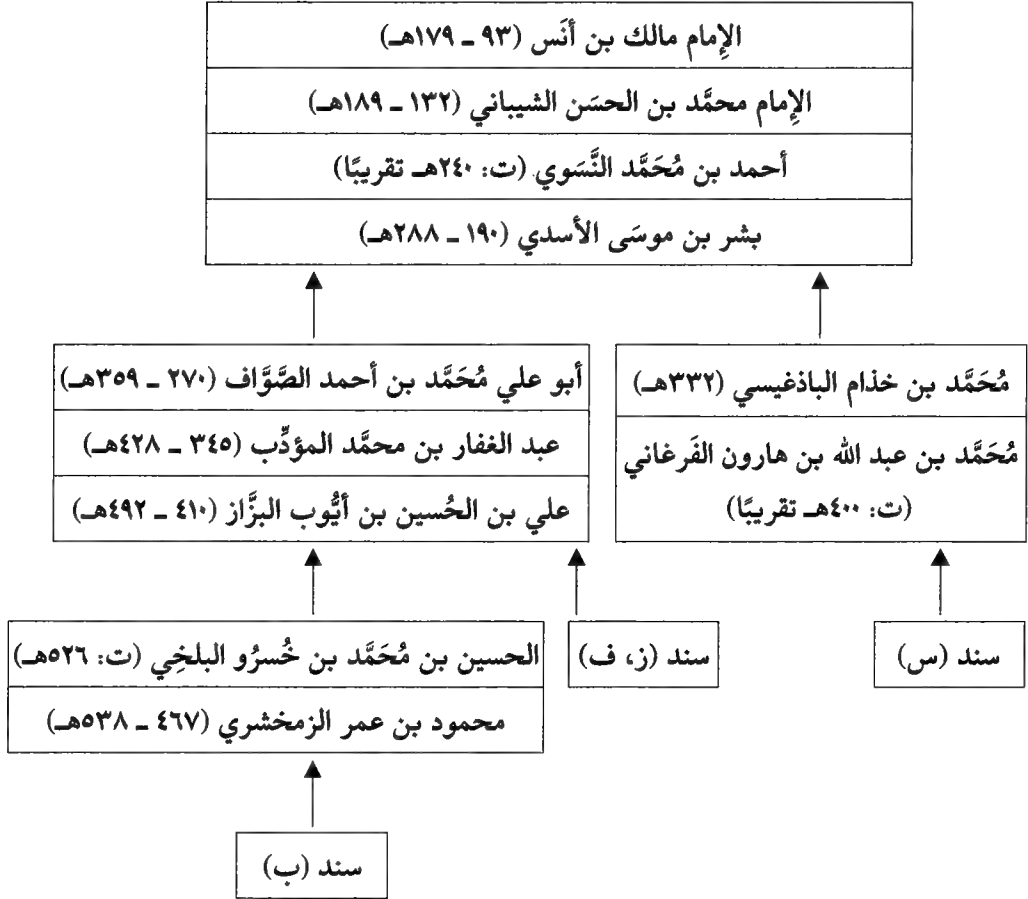 الإِمام مالك بن أنَس (٩٣ ـ ١٧٩هـ)
الإِمام محمَّد بن الحسَن الشيباني (١٣٢ ـ ١٨٩هـ)
أحمد بن مُحَمَّد النَّسَوي (ت: ٢٤٠هـ تقريبًا)
بشر بن موسَى الأسدي (١٩٠ ـ ٢٨٨هـ)
مُحَمَّد بن خذام الباذغيسي (٣٣٢هـ)
مُحَمَّد بن عبد الله بن هارون الفَرغاني
(ت: ٤٠٠هـ تقريبًا)
أبو علي مُحَمَّد بن أحمد الصَّوَّاف (٢٧٠ ـ ٣٥٩هـ)
عبد الغفار بن محمَّد المؤدِّب (٣٤٥ ـ ٤٢٨هـ)
علي بن الحُسين بن أيُّوب البزَّاز (٤١٠ ـ ٤٩٢هـ)
سند (س)
سند (ز، ف)
الحسين بن مُحَمَّد بن خُسرُو البلخِي (ت: ٥٢٦هـ)
محمود بن عمر الزمخشري (٤٦٧ ـ ٥٣٨هـ)
سند (ب)